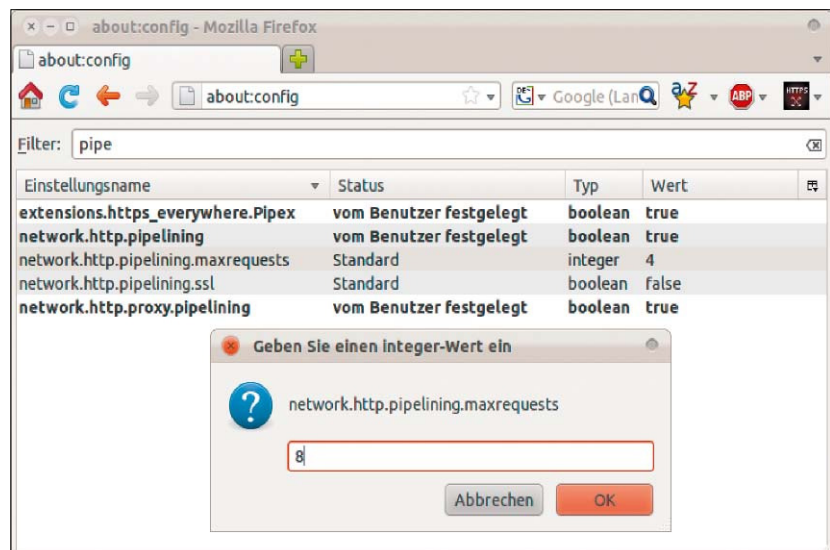 about:config - Mozilla Firefox
about:config
about:config
Google (Lan
ABP
HTTPS
Filter: pipe
Einstellungsname Status Typ Wert
extensions.https_everywhere.Pipex vom Benutzer festgelegt boolean true
network.http.pipelining vom Benutzer festgelegt boolean true
network.http.pipelining.maxrequests Standard integer 4
network.http.pipelining.ssl Standard boolean false
network.http.proxy.pipelining vom Benutzer festgelegt boolean true
Geben Sie einen integer-Wert ein
network.http.pipelining.maxrequests
8
Abbrechen OK